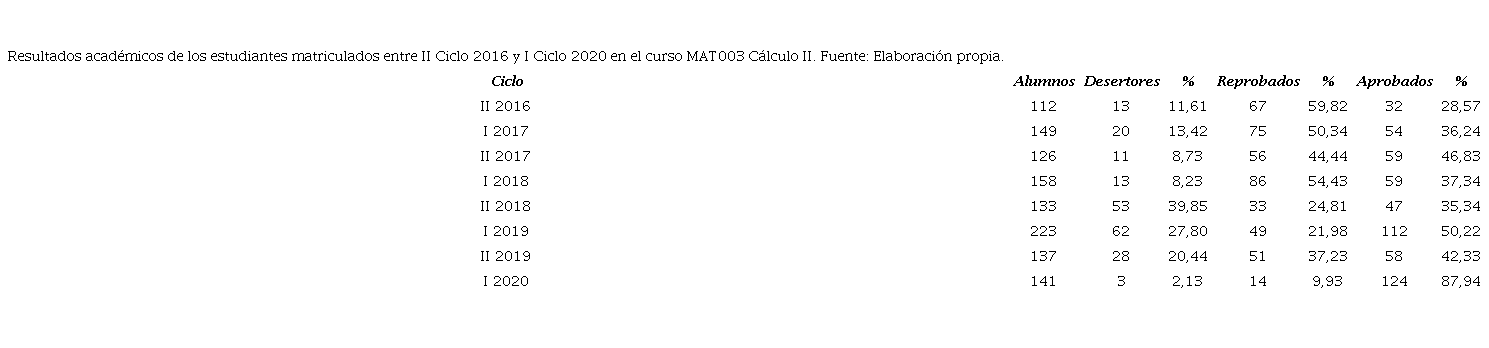 Resultados académicos de los estudiantes matriculados entre II Ciclo 2016 y I Ciclo 2020 en el curso MAT003 Cálculo II. Fuente: Elaboración propia.
Ciclo Alumnos Desertores % Reprobados % Aprobados %
II 2016 112 13 11,61 67 59,82 32 28,57
I 2017 149 20 13,42 75 50,34 54 36,24
II 2017 126 11 8,73 56 44,44 59 46,83
I 2018 158 13 8,23 86 54,43 59 37,34
II 2018 133 53 39,85 33 24,81 47 35,34
I 2019 223 62 27,80 49 21,98 112 50,22
II 2019 137 28 20,44 51 37,23 58 42,33
I 2020 141 3 2,13 14 9,93 124 87,94